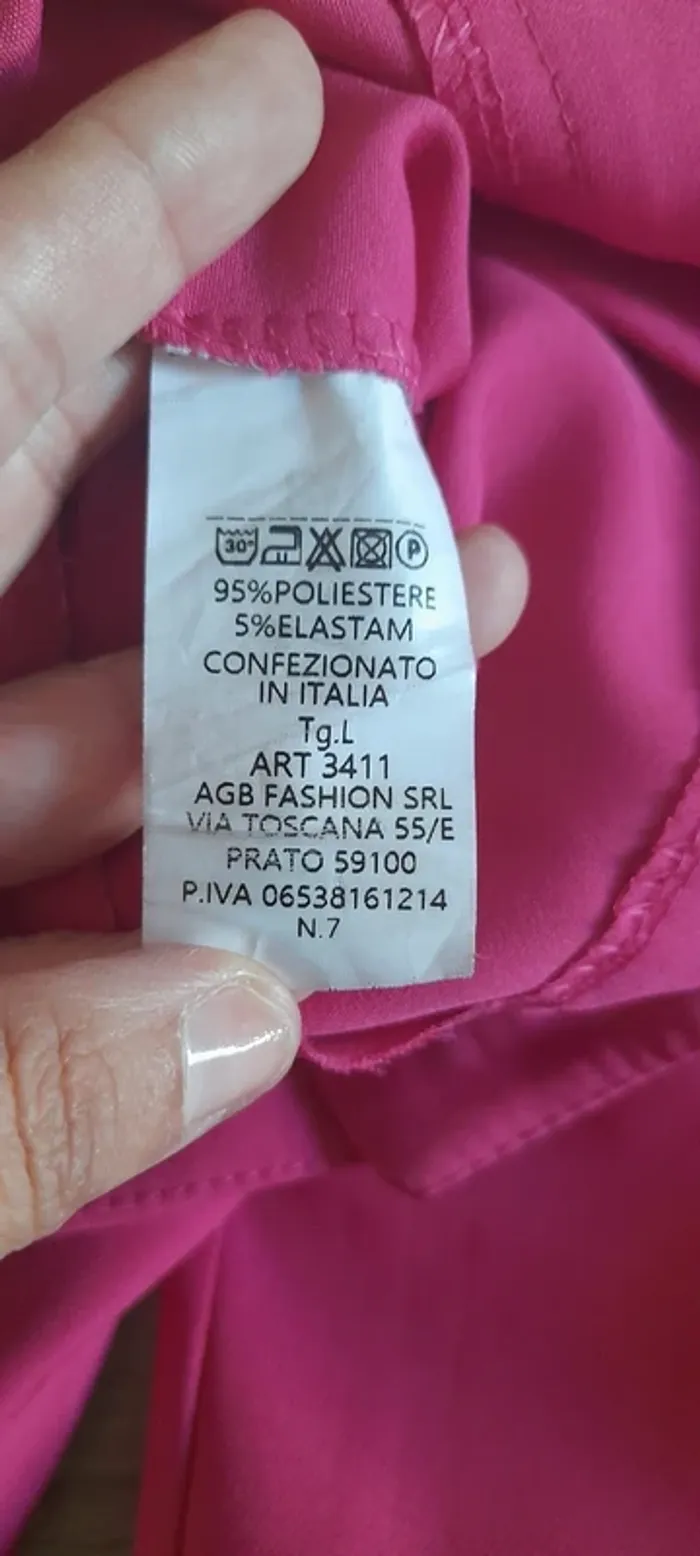 30°
P
95%POLIESTERE
5%ELASTAM
CONFEZIONATO
IN ITALIA
Tg.L
ART 3411
AGB FASHION SRL
VIA TOSCANA 55/E
PRATO 59100
P.IVA 06538161214
N.7